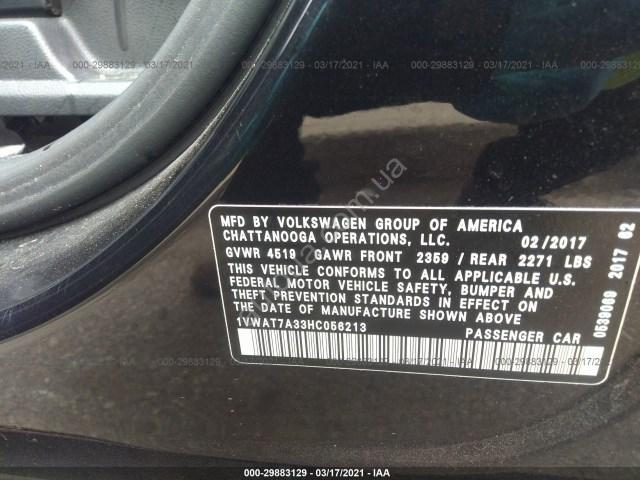 000-29883129 - 03/17/2021 - IAA
MFD BY VOLKSWAGEN GROUP OF AMERICA
CHATTANOOGA OPERATIONS, LLC. 02/2017
GVWR 4519 GAWR FRONT 2359 / REAR 2271 LBS
THIS VEHICLE CONFORMS TO ALL APPLICABLE U.S.
FEDERAL MOTOR VEHICLE SAFETY, BUMPER AND
THEFT PREVENTION STANDARDS IN EFFECT ON
THE DATE OF MANUFACTURE SHOWN ABOVE
1VWAT7A33HC056213 PASSENGER CAR
2017 02
000-29883129 - 03/17/2021 - IAA